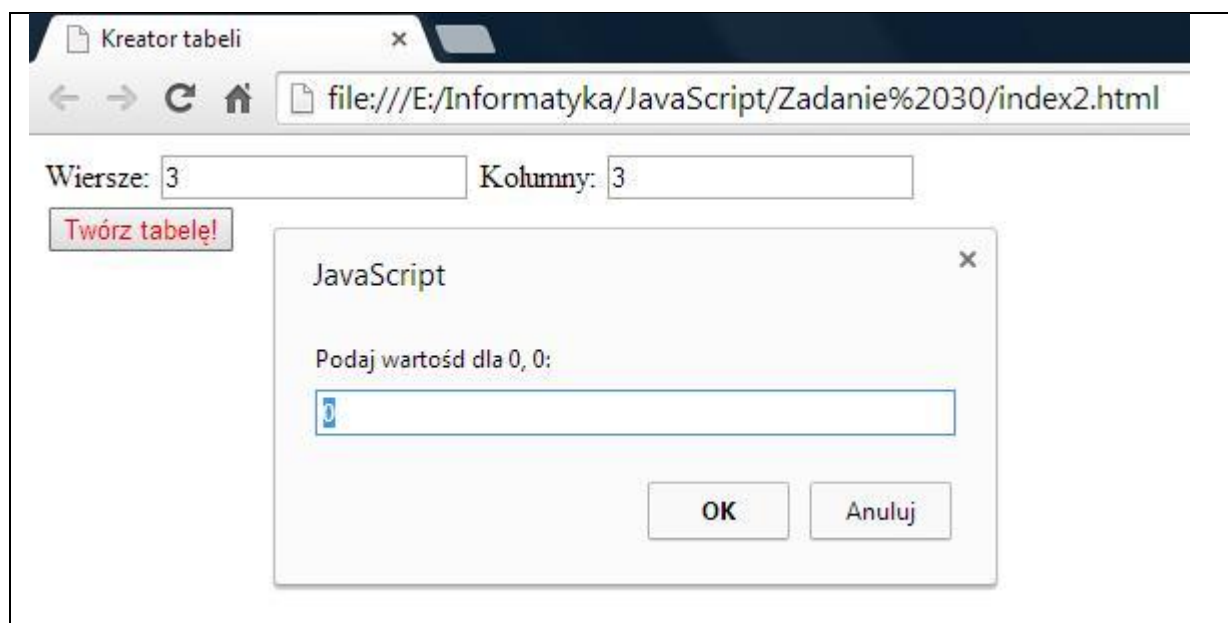 Kreator tabeli
file:///E:/Informatyka/JavaScript/Zadanie%2030/index2.html
Wiersze: 3 Kolumny: 3
Twórz tabelę!
JavaScript
Podaj wartośd dla 0, 0:
0
OK Anuluj